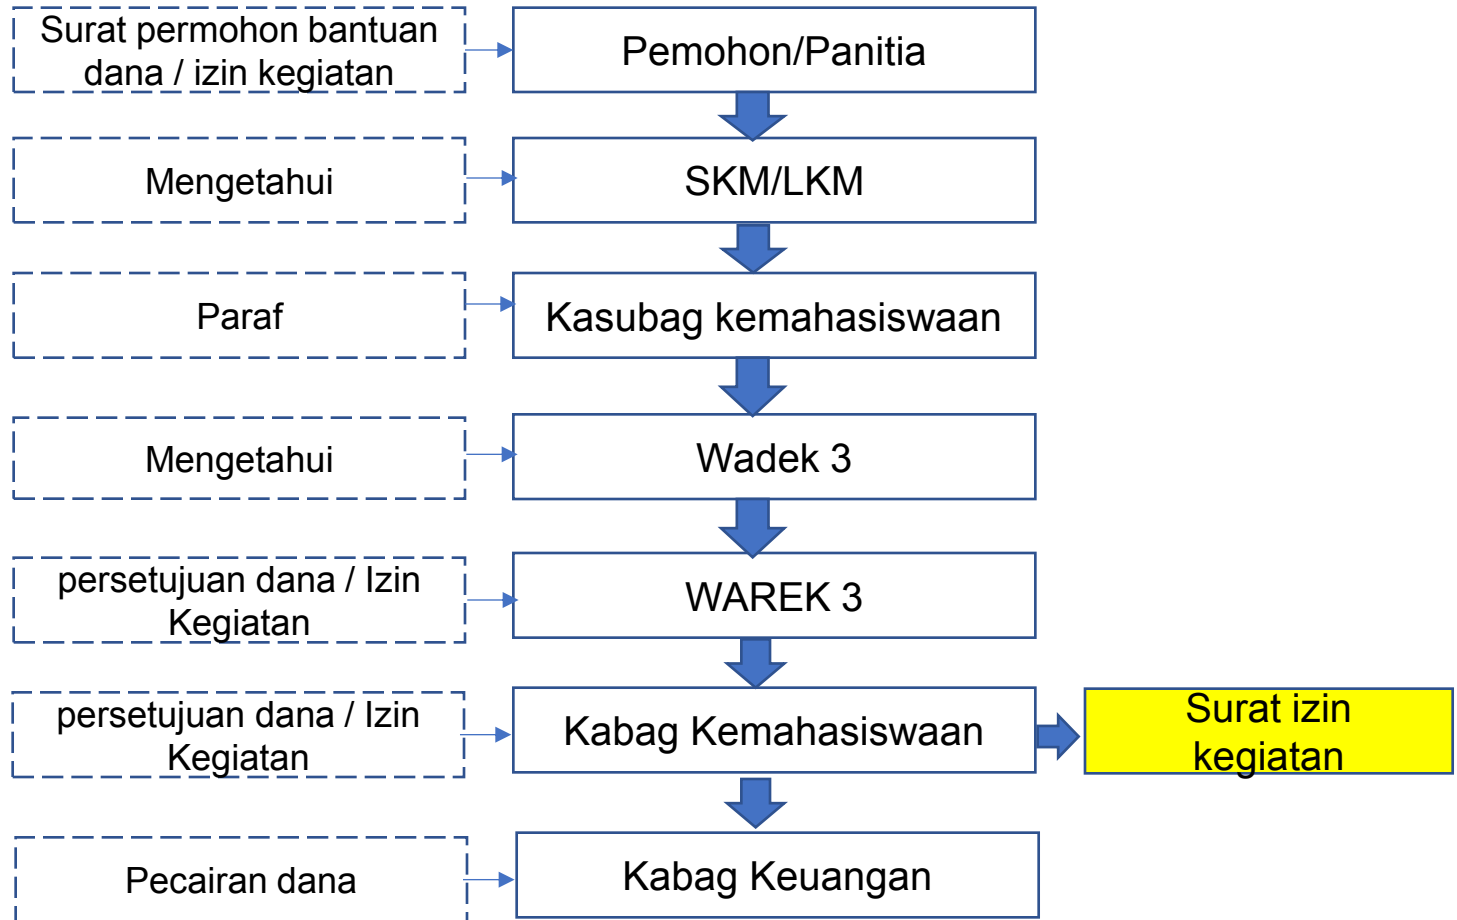 Surat permohon bantuan
dana / izin kegiatan
Pemohon/Panitia
Mengetahui
SKM/LKM
Paraf
Kasubag kemahasiswaan
Mengetahui
Wadek 3
persetujuan dana / Izin
Kegiatan
WAREK 3
persetujuan dana / Izin
Kegiatan
Kabag Kemahasiswaan
Surat izin
kegiatan
Pecairan dana
Kabag Keuangan